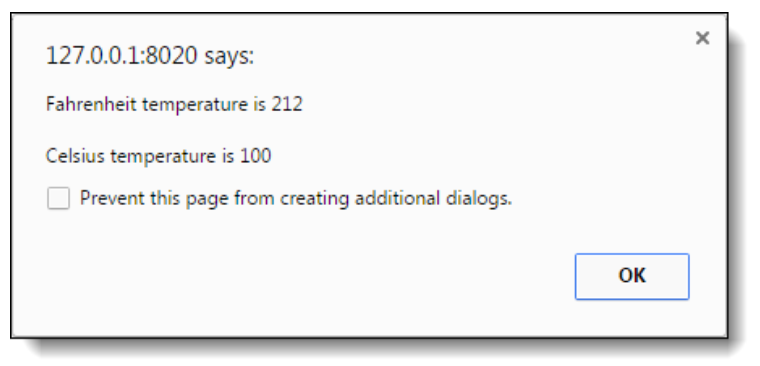 127.0.0.1:8020 says:
Fahrenheit temperature is 212
Celsius temperature is 100
Prevent this page from creating additional dialogs.
OK